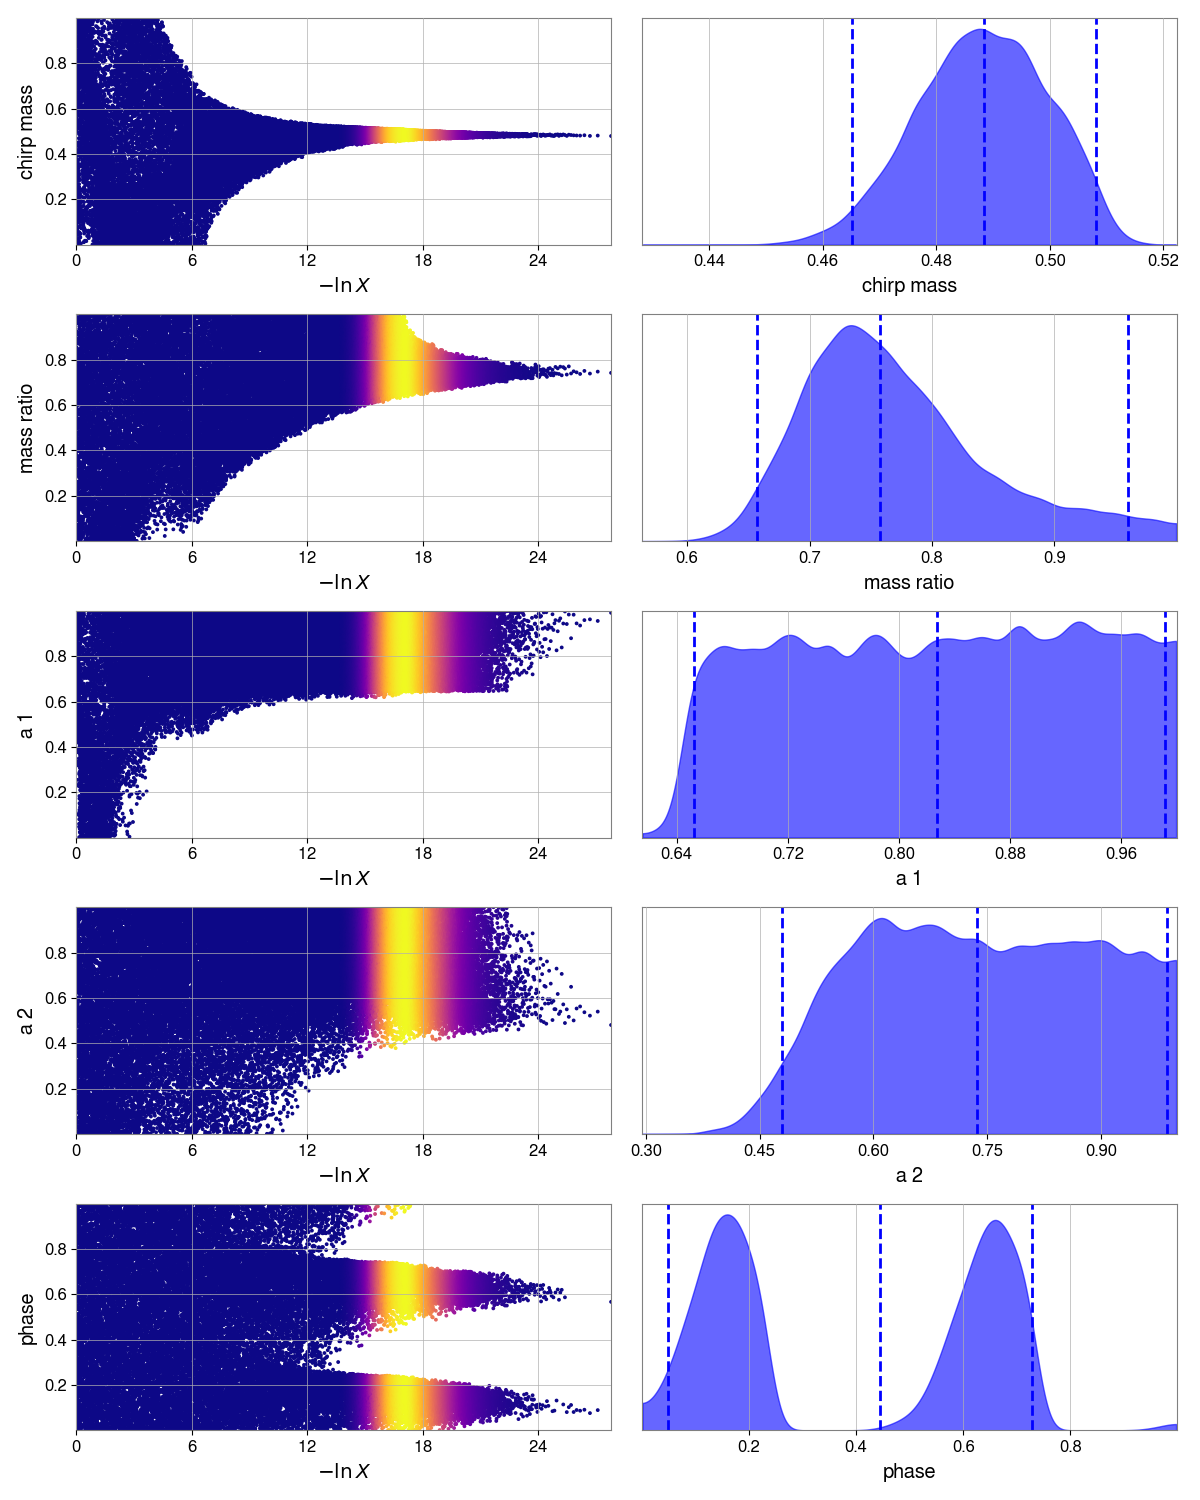 0.8
0.6
0.4
0.2
chirp mass
0 6 12 18 24
−ln X
0.44 0.46 0.48 0.50 0.52
chirp mass
0.8
0.6
0.4
0.2
mass ratio
0 6 12 18 24
−ln X
0.6 0.7 0.8 0.9
mass ratio
0.8
0.6
0.4
0.2
a 1
0 6 12 18 24
−ln X
0.64 0.72 0.80 0.88 0.96
a 1
0.8
0.6
0.4
0.2
a 2
0 6 12 18 24
−ln X
0.30 0.45 0.60 0.75 0.90
a 2
0.8
0.6
0.4
0.2
phase
0 6 12 18 24
−ln X
0.2 0.4 0.6 0.8
phase